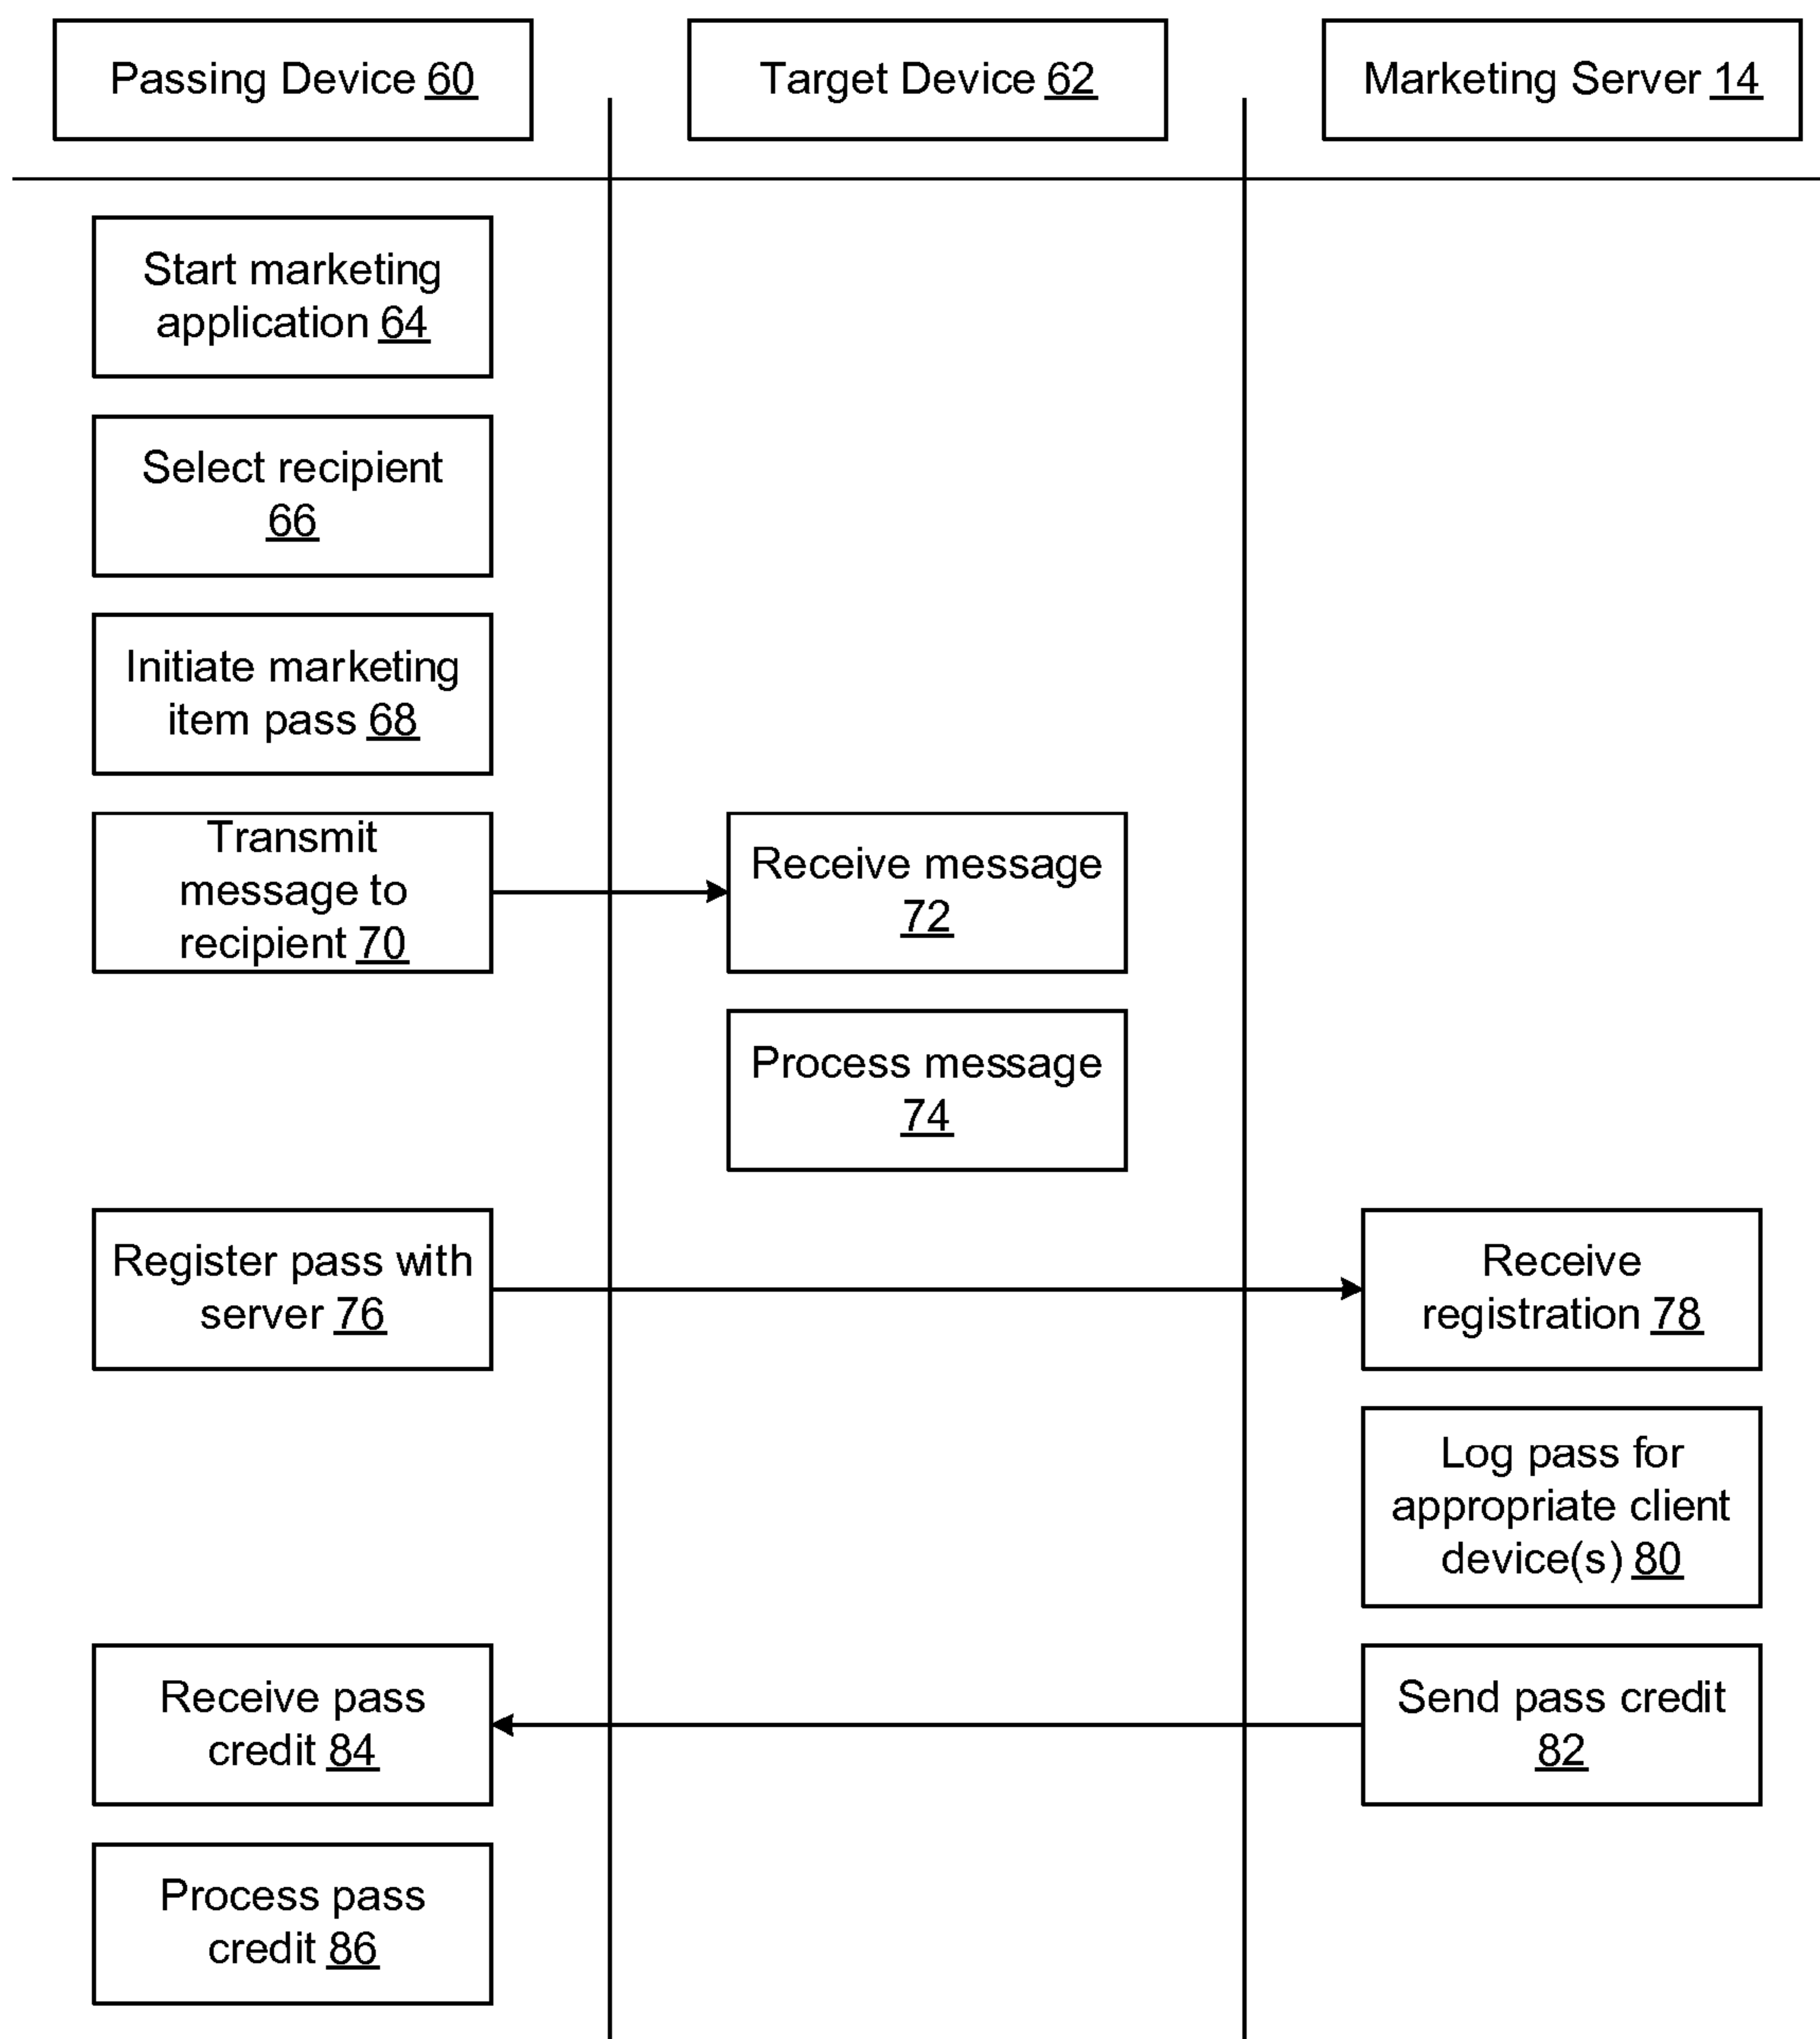 Passing Device 60
Target Device 62
Marketing Server 14
Start marketing
application 64
Select recipient
66
Initiate marketing
item pass 68
Transmit
message to
recipient 70
Receive message
72
Process message
74
Register pass with
server 76
Receive
registration 78
Log pass for
appropriate client
device(s) 80
Receive pass
credit 84
Send pass credit
82
Process pass
credit 86